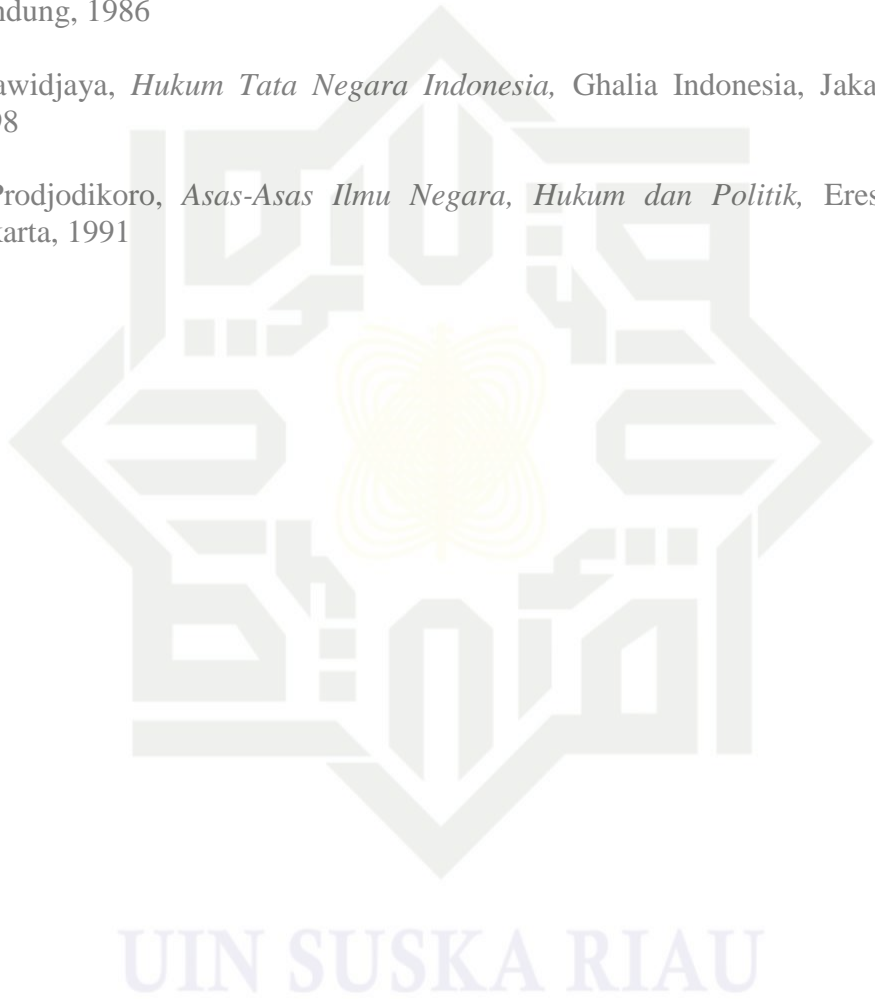 ndung, 1986
awidjaya, Hukum Tata Negara Indonesia, Ghalia Indonesia, Jaka
98
Prodjodikoro, Asas-Asas Ilmu Negara, Hukum dan Politik, Eres
karta, 1991
UIN SUSKA RIAU